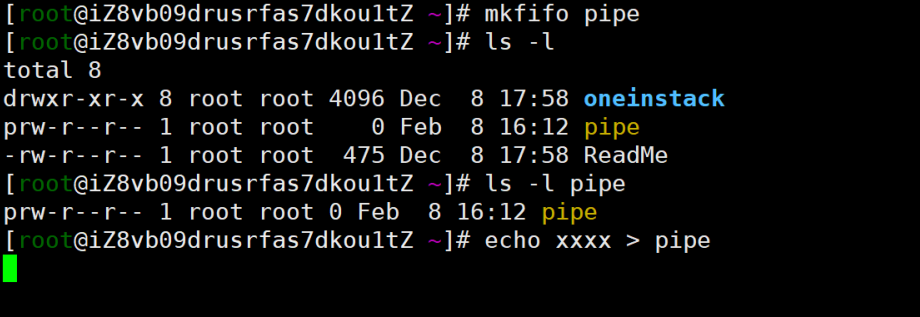 [root@iZ8vb09drusrfas7dkou1tZ ~]# mkfifo pipe
[root@iZ8vb09drusrfas7dkou1tZ ~]# ls -l
total 8
drwxr-xr-x 8 root root 4096 Dec  8 17:58 oneinstack
prw-r--r-- 1 root root    0 Feb  8 16:12 pipe
-rw-r--r-- 1 root root  475 Dec  8 17:58 ReadMe
[root@iZ8vb09drusrfas7dkou1tZ ~]# ls -l pipe
prw-r--r-- 1 root root 0 Feb  8 16:12 pipe
[root@iZ8vb09drusrfas7dkou1tZ ~]# echo xxxx > pipe